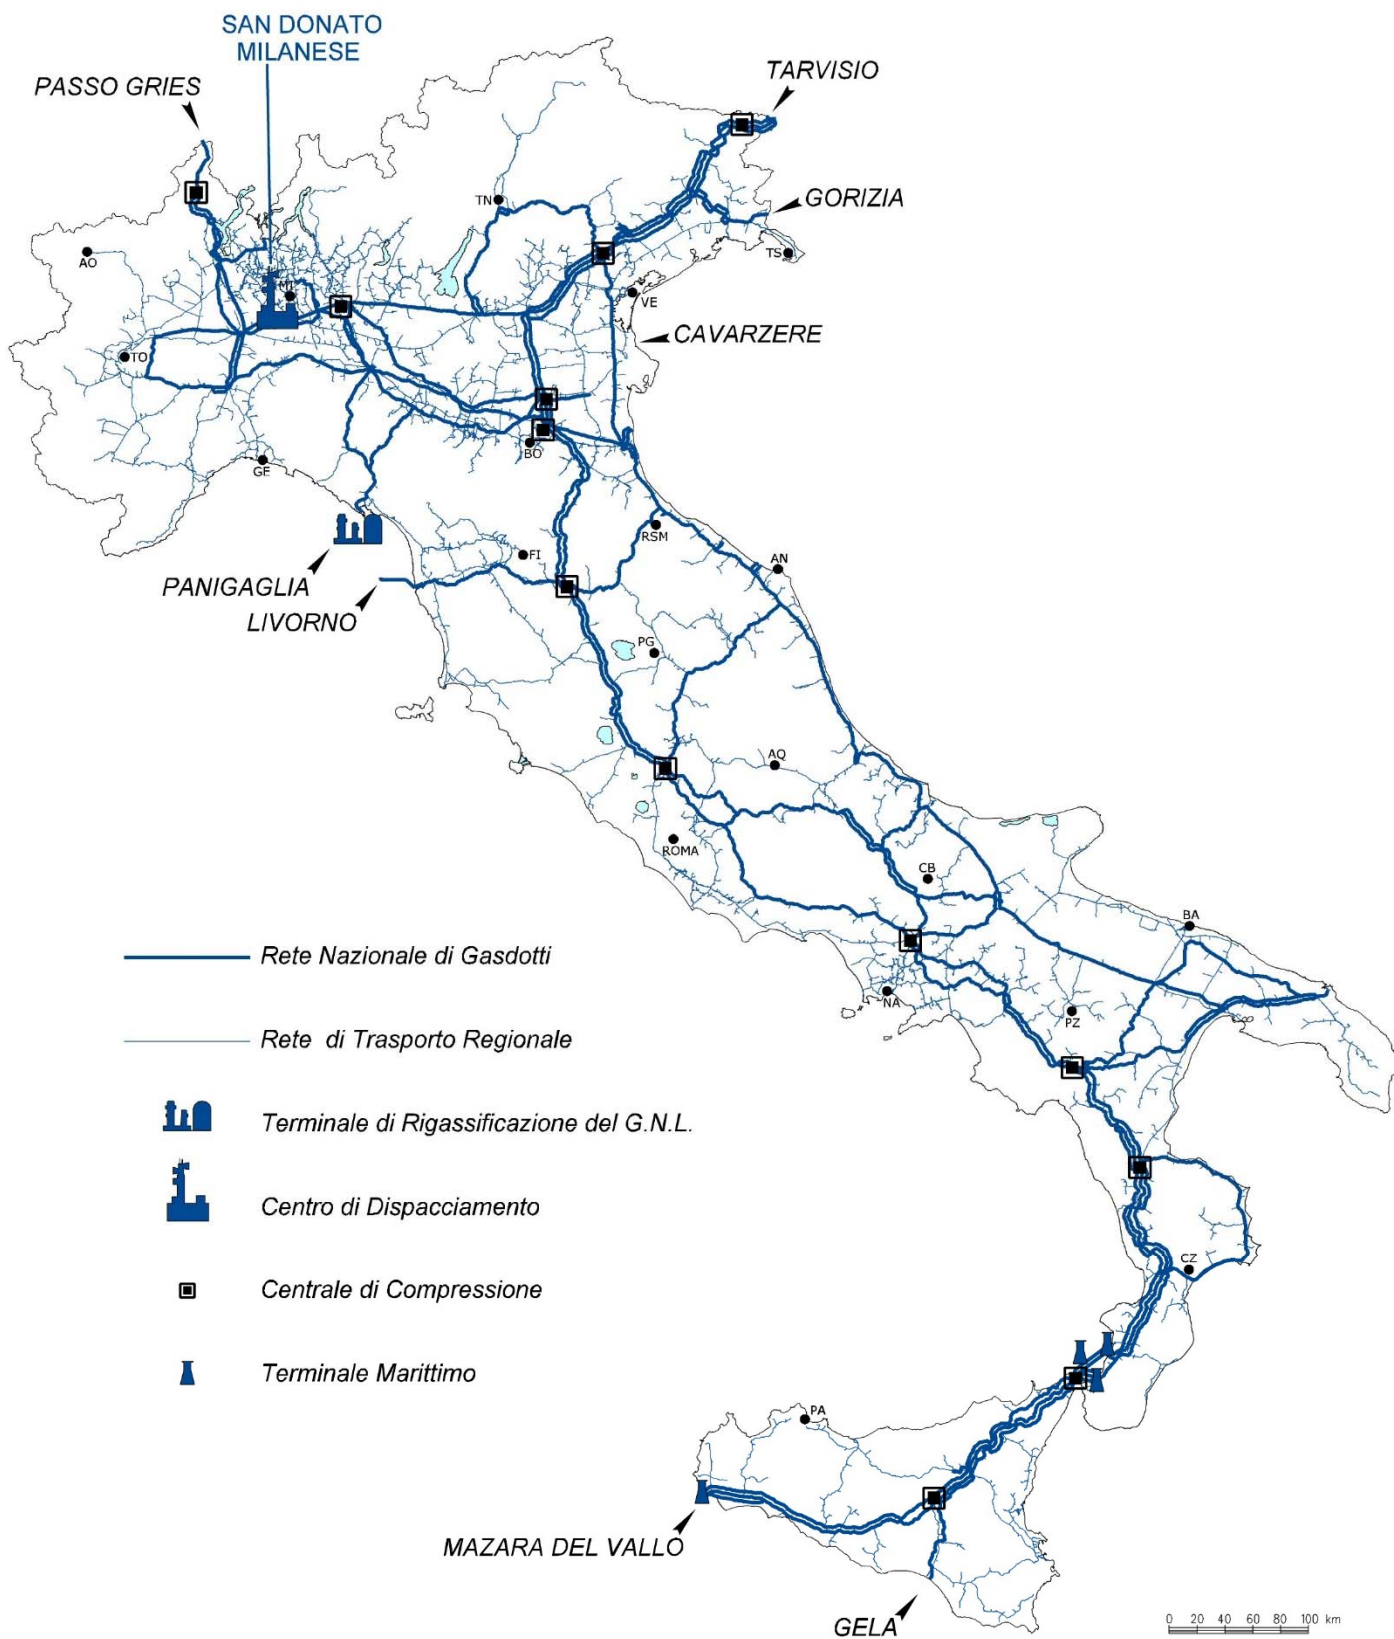 SAN DONATO
MILANESE
PASSO GRIES
TARVISIO
TN
GORIZIA
AO
TS
MI
VE
CAVARZERE
TO
BO
GE
RSM
FI
AN
PANIGAGLIA
LIVORNO
PG
AQ
ROMA
CB
BA
Rete Nazionale di Gasdotti
NA
PZ
Rete di Trasporto Regionale
Terminale di Rigassificazione del G.N.L.
Centro di Dispacciamento
CZ
Centrale di Compressione
Terminale Marittimo
PA
MAZARA DEL VALLO
GELA
0 20 40 60 80 100 km